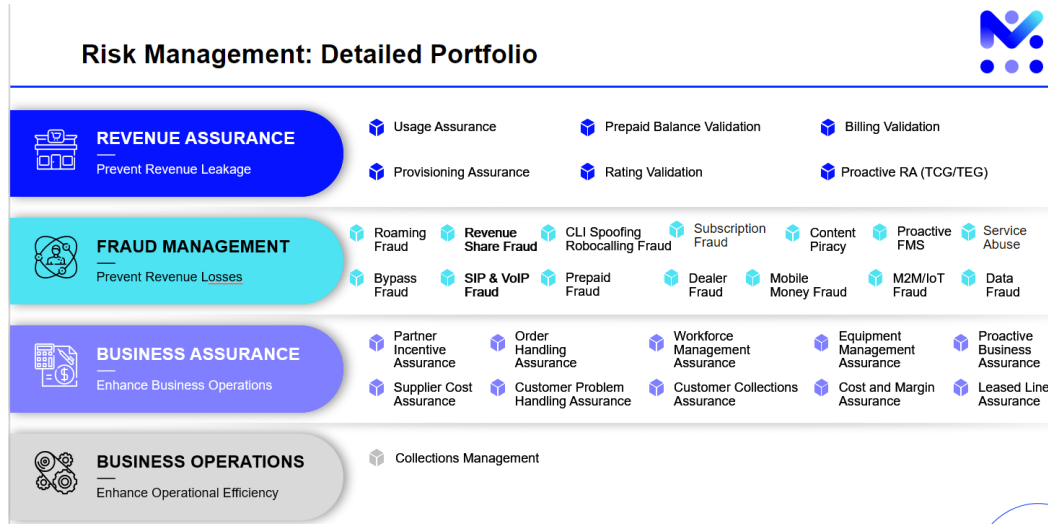 Risk Management: Detailed Portfolio
REVENUE ASSURANCE
Prevent Revenue Leakage
Usage Assurance
Prepaid Balance Validation
Billing Validation
Provisioning Assurance
Rating Validation
Proactive RA (TCG/TEG)
FRAUD MANAGEMENT
Prevent Revenue Losses
Roaming
Fraud
Revenue
Share Fraud
CLI Spoofing
Robocalling Fraud
Subscription
Fraud
Content
Piracy
Proactive
FMS
Service
Abuse
Bypass
Fraud
SIP & VoIP
Fraud
Prepaid
Fraud
Dealer
Fraud
Mobile
Money Fraud
M2M/IoT
Fraud
Data
Fraud
BUSINESS ASSURANCE
Enhance Business Operations
Partner
Incentive
Assurance
Order
Handling
Assurance
Workforce
Management
Assurance
Equipment
Management
Assurance
Proactive
Business
Assurance
Supplier Cost
Assurance
Customer Problem
Handling Assurance
Customer Collections
Assurance
Cost and Margin
Assurance
Leased Line
Assurance
BUSINESS OPERATIONS
Enhance Operational Efficiency
Collections Management